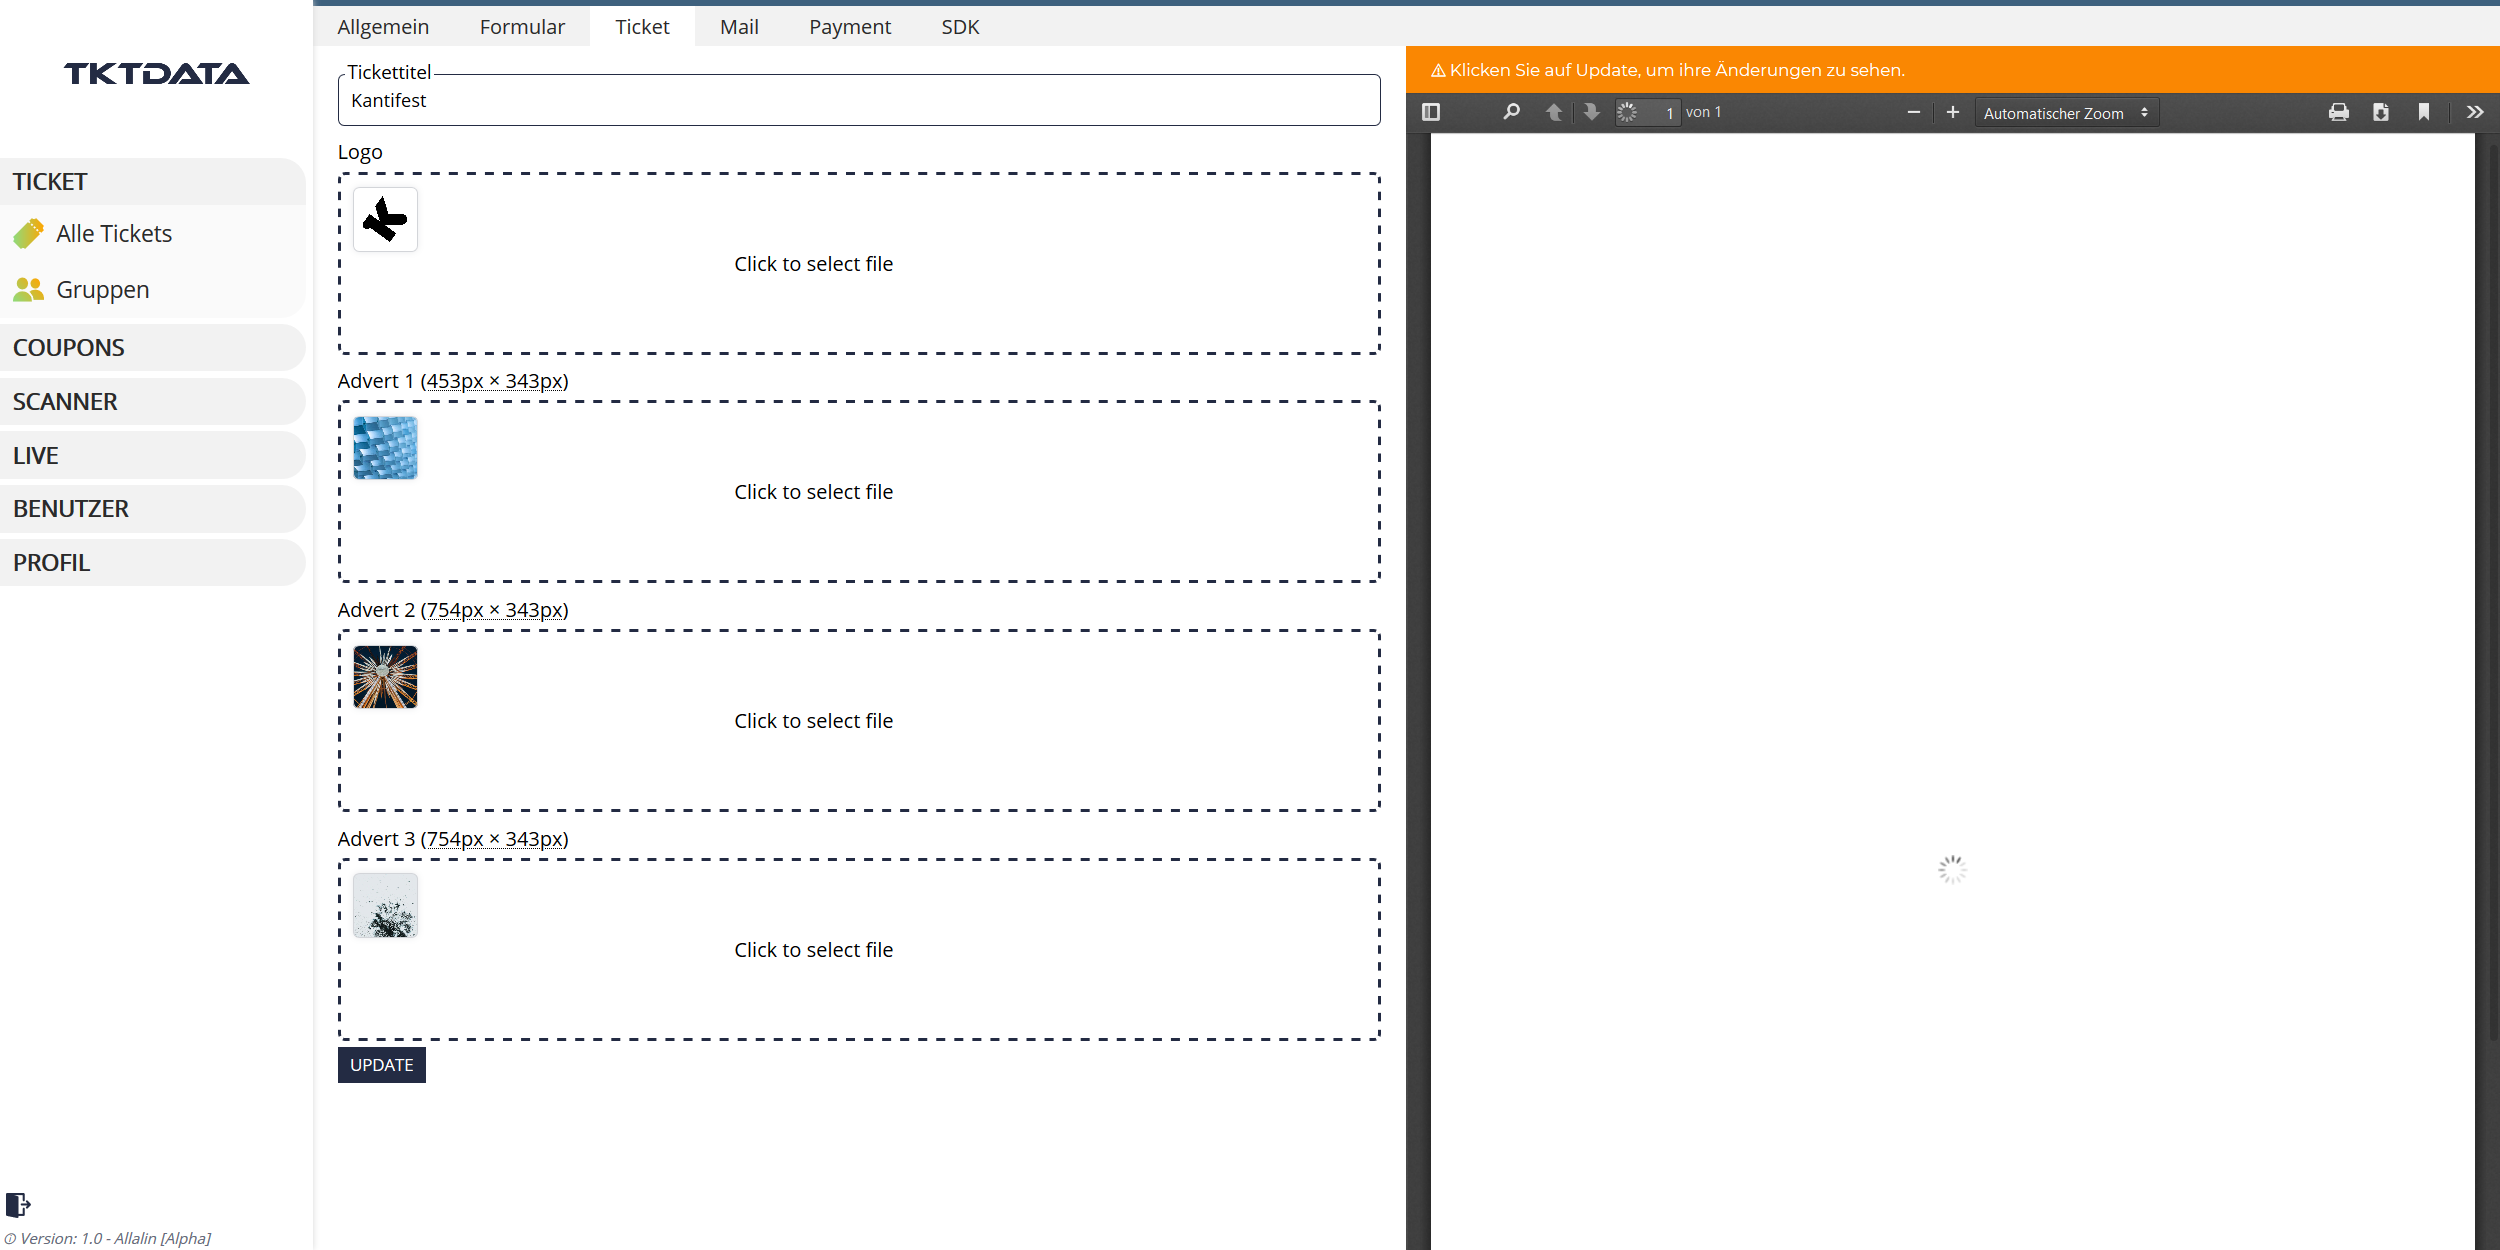 TKTDATA
TICKET
Alle Tickets
Gruppen
COUPONS
SCANNER
LIVE
BENUTZER
PROFIL
Version: 1.0 - Allalin [Alpha]
Allgemein Formular Ticket Mail Payment SDK
Tickettitel
Kantifest
Logo
Click to select file
Advert 1 (453px × 343px)
Click to select file
Advert 2 (754px × 343px)
Click to select file
Advert 3 (754px × 343px)
Click to select file
UPDATE
⚠ Klicken Sie auf Update, um ihre Änderungen zu sehen.
1 von 1 Automatischer Zoom